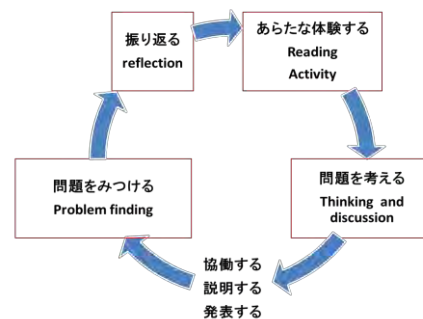 振り返る
reflection
あらたな体験する
Reading
Activity
問題を考える
Thinking and
discussion
協働する
説明する
発表する
問題をみつける
Problem finding